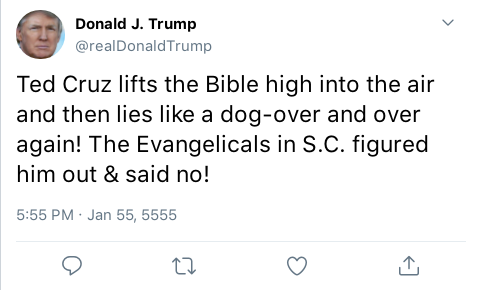 Donald J. Trump
@realDonaldTrump
Ted Cruz lifts the Bible high into the air
and then lies like a dog-over and over
again! The Evangelicals in S.C. figured
him out & said no!
5:55 PM · Jan 55, 5555